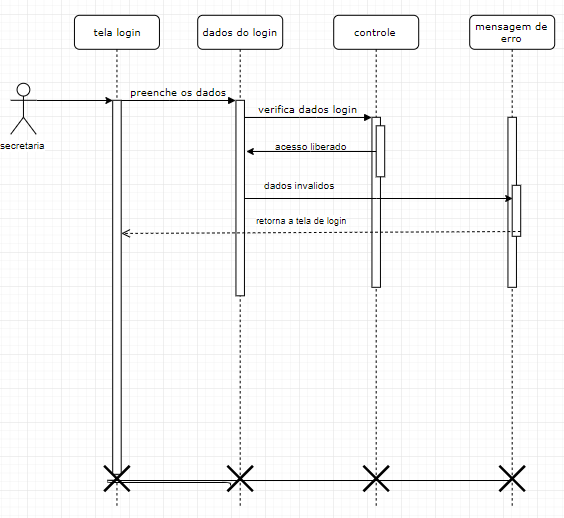 tela login
dados do login
controle
mensagem de
erro
preenche os dados
verifica dados login
secretaria
acesso liberado
dados invalidos
retorna a tela de login